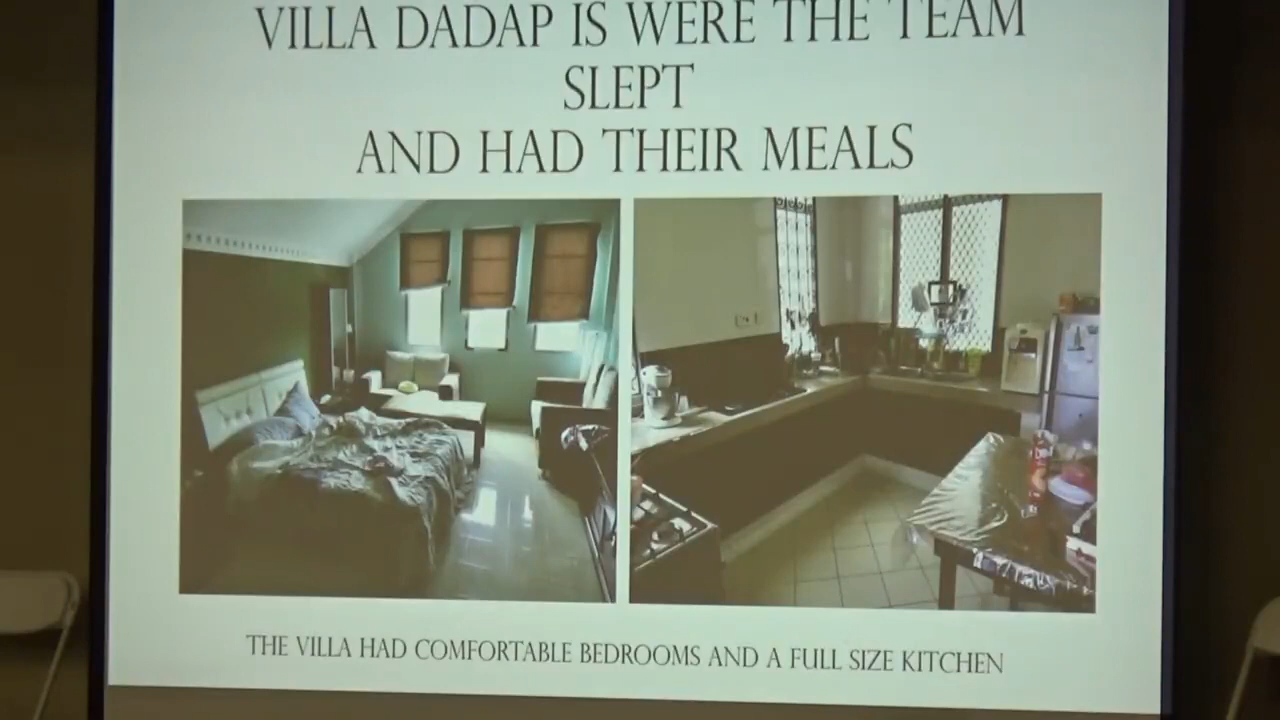 VILLA DADAP IS WERE THE TEAM
SLEPT
AND HAD THEIR MEALS
THE VILLA HAD COMFORTABLE BEDROOMS AND A FULL SIZE KITCHEN